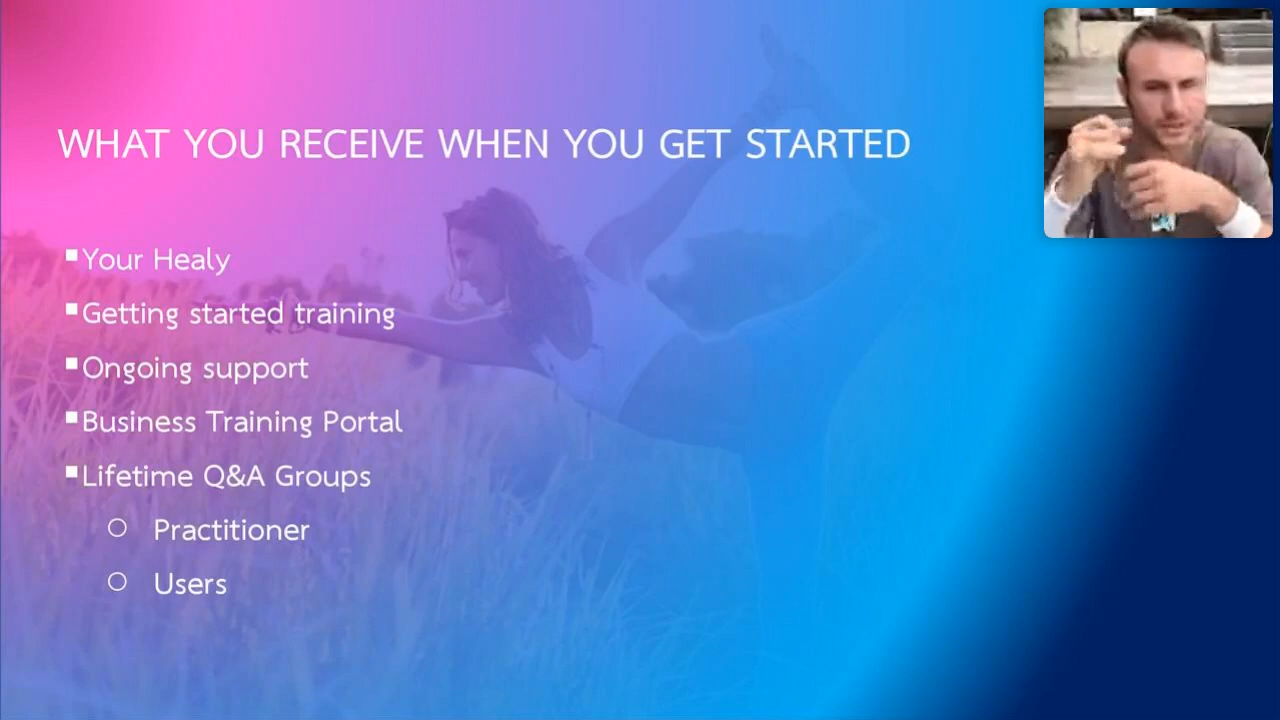 WHAT YOU RECEIVE WHEN YOU GET STARTED
Your Healy
Getting started training
Ongoing support
Business Training Portal
Lifetime Q&A Groups
Practitioner
Users